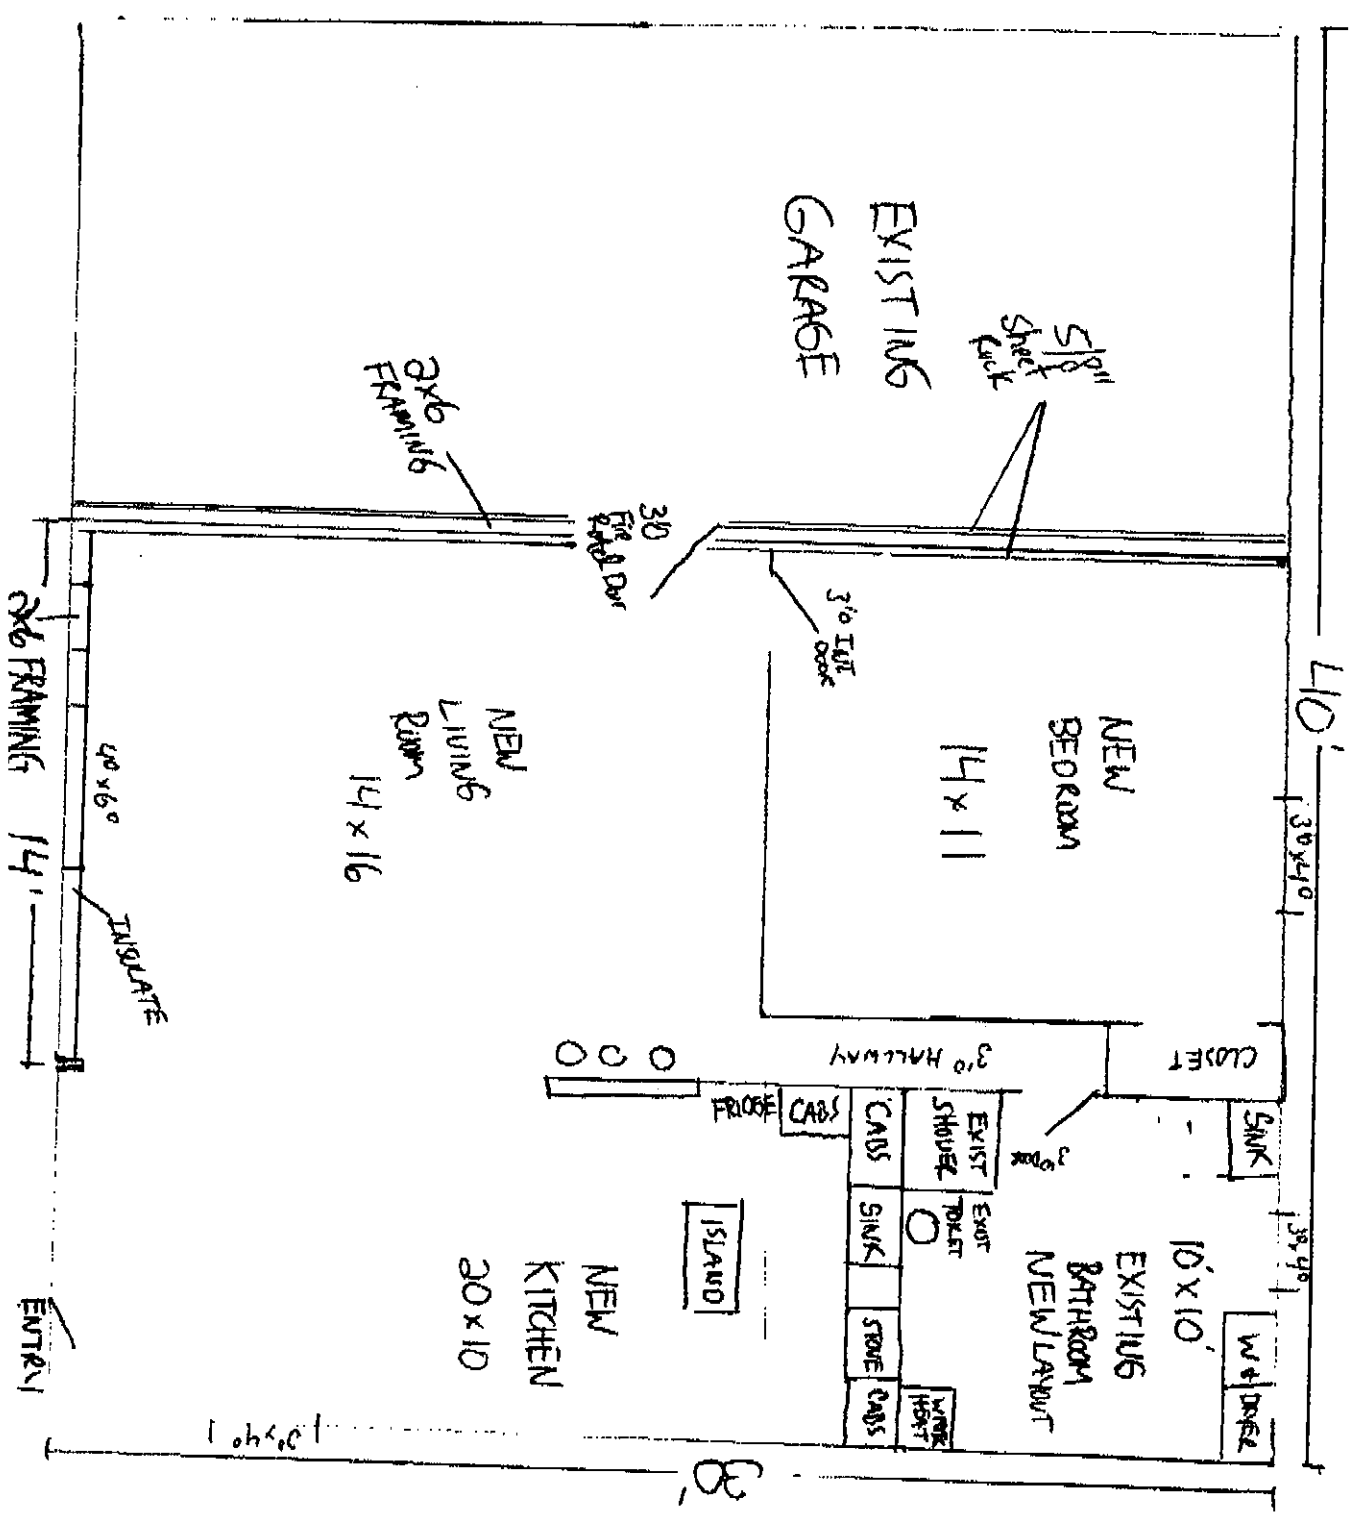 EXISTING
GARAGE
5/8"
Sheet
Rock
2x6
FRAMING
3'0
Fire
Rated Door
3'0 INT
DOOR
40'
NEW
BEDROOM
14 x 11
3'0 x 4'0
NEW
LIVING
Room
14 x 16
2x6 FRAMING 14'
4'0 x 6'0
INSULATE
CLOSET
3'0" HALLWAY
3'0 DOOR
FRIDGE
CABS
CABS
SINK
STOVE
CABS
EXIST
SHOWER
EXIST
TOILET
SINK
3'0 x 4'0
10' X 10'
EXISTING
BATHROOM
NEW LAYOUT
W #
DRYER
WATER
HEAT
ISLAND
NEW
KITCHEN
20 x 10
ENTRY
3'0 x 4'0
30'